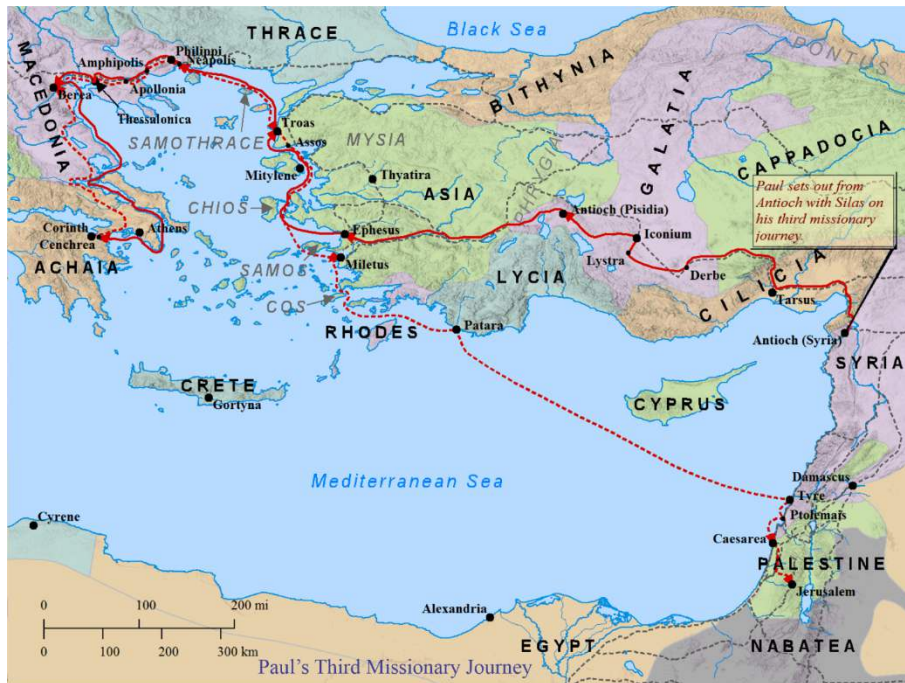 Black Sea
THRACE
PONTUS
Philippi
Neapolis
Amphipolis
MACEDONIA
BITHYNIA
Berea
Apollonia
Thessalonica
GALATIA
Troas
SAMOTHRACE
Assos
MYSIA
CAPPADOCIA
Mitylene
Thyatira
ASIA
PHRYGA
Paul sets out from
Antioch with Silas on
his third missionary
journey.
CHIOS
Antioch (Pisidia)
Corinth
Athens
Cenchrea
Ephesus
Iconium
ACHAIA
SAMOS
Miletus
Lystra
Derbe
LYCIA
CILICIA
Tarsus
COS
RHODES
Patara
Antioch (Syria)
SYRIA
CRETE
Gortyna
CYPRUS
Mediterranean Sea
Damascus
Tyre
Cyrene
Ptolemais
Caesarea
PALESTINE
Jerusalem
0 100 200 mi
0 100 200 300 km
Alexandria
EGYPT
NABATEA
Paul's Third Missionary Journey